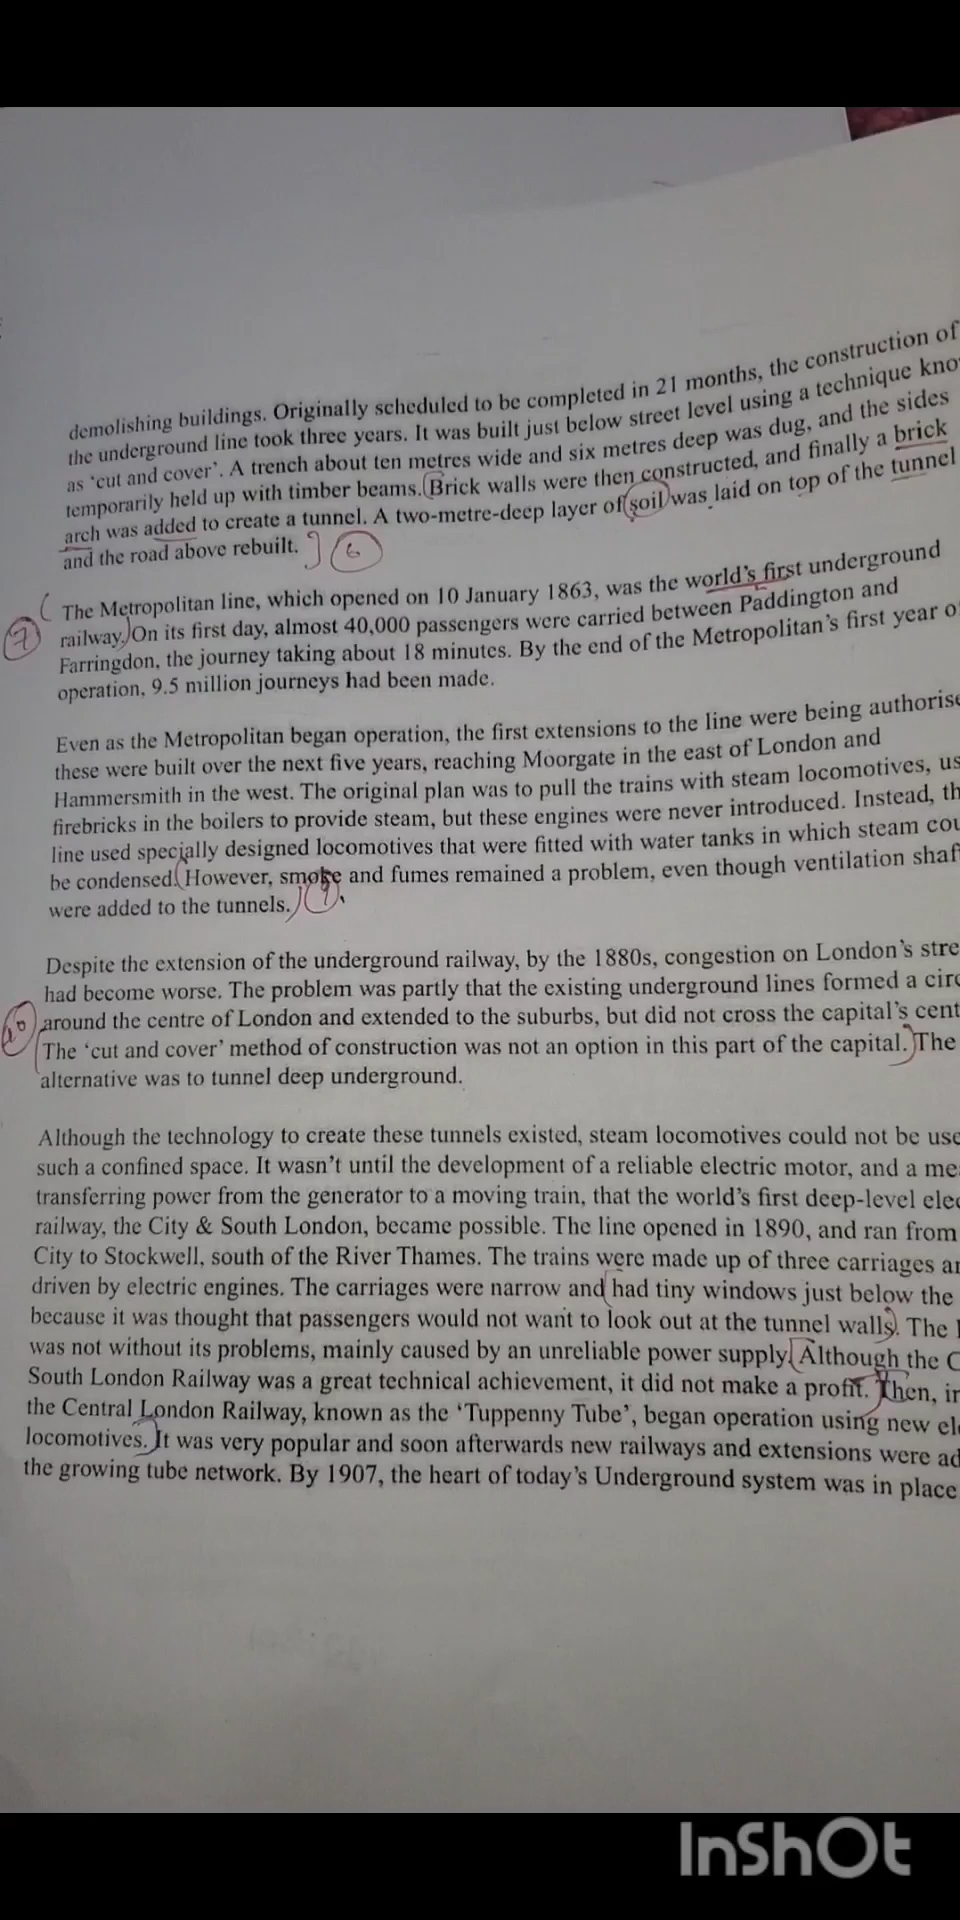 demolishing buildings. Originally scheduled to be completed in 21 months, the construction of
the underground line took three years. It was built just below street level using a technique kno
as 'cut and cover'. A trench about ten metres wide and six metres deep was dug, and the sides
temporarily held up with timber beams. Brick walls were then constructed, and finally a brick
arch was added to create a tunnel. A two-metre-deep layer of soil was laid on top of the tunnel
and the road above rebuilt. 6
The Metropolitan line, which opened on 10 January 1863, was the world's first underground
7 railway. On its first day, almost 40,000 passengers were carried between Paddington and
Farringdon, the journey taking about 18 minutes. By the end of the Metropolitan's first year o
operation, 9.5 million journeys had been made.
Even as the Metropolitan began operation, the first extensions to the line were being authorise
these were built over the next five years, reaching Moorgate in the east of London and
Hammersmith in the west. The original plan was to pull the trains with steam locomotives, us
firebricks in the boilers to provide steam, but these engines were never introduced. Instead, th
line used specially designed locomotives that were fitted with water tanks in which steam cou
be condensed. However, smoke and fumes remained a problem, even though ventilation shaf
were added to the tunnels. 9
Despite the extension of the underground railway, by the 1880s, congestion on London's stre
had become worse. The problem was partly that the existing underground lines formed a circ
10 around the centre of London and extended to the suburbs, but did not cross the capital's cent
The 'cut and cover' method of construction was not an option in this part of the capital. The
alternative was to tunnel deep underground.
Although the technology to create these tunnels existed, steam locomotives could not be use
such a confined space. It wasn't until the development of a reliable electric motor, and a me
transferring power from the generator to a moving train, that the world's first deep-level elec
railway, the City & South London, became possible. The line opened in 1890, and ran from
City to Stockwell, south of the River Thames. The trains were made up of three carriages an
driven by electric engines. The carriages were narrow and had tiny windows just below the
because it was thought that passengers would not want to look out at the tunnel walls. The l
was not without its problems, mainly caused by an unreliable power supply. Although the C
South London Railway was a great technical achievement, it did not make a profit. Then, in
the Central London Railway, known as the 'Tuppenny Tube', began operation using new ele
locomotives. It was very popular and soon afterwards new railways and extensions were ad
the growing tube network. By 1907, the heart of today's Underground system was in place
InShOt